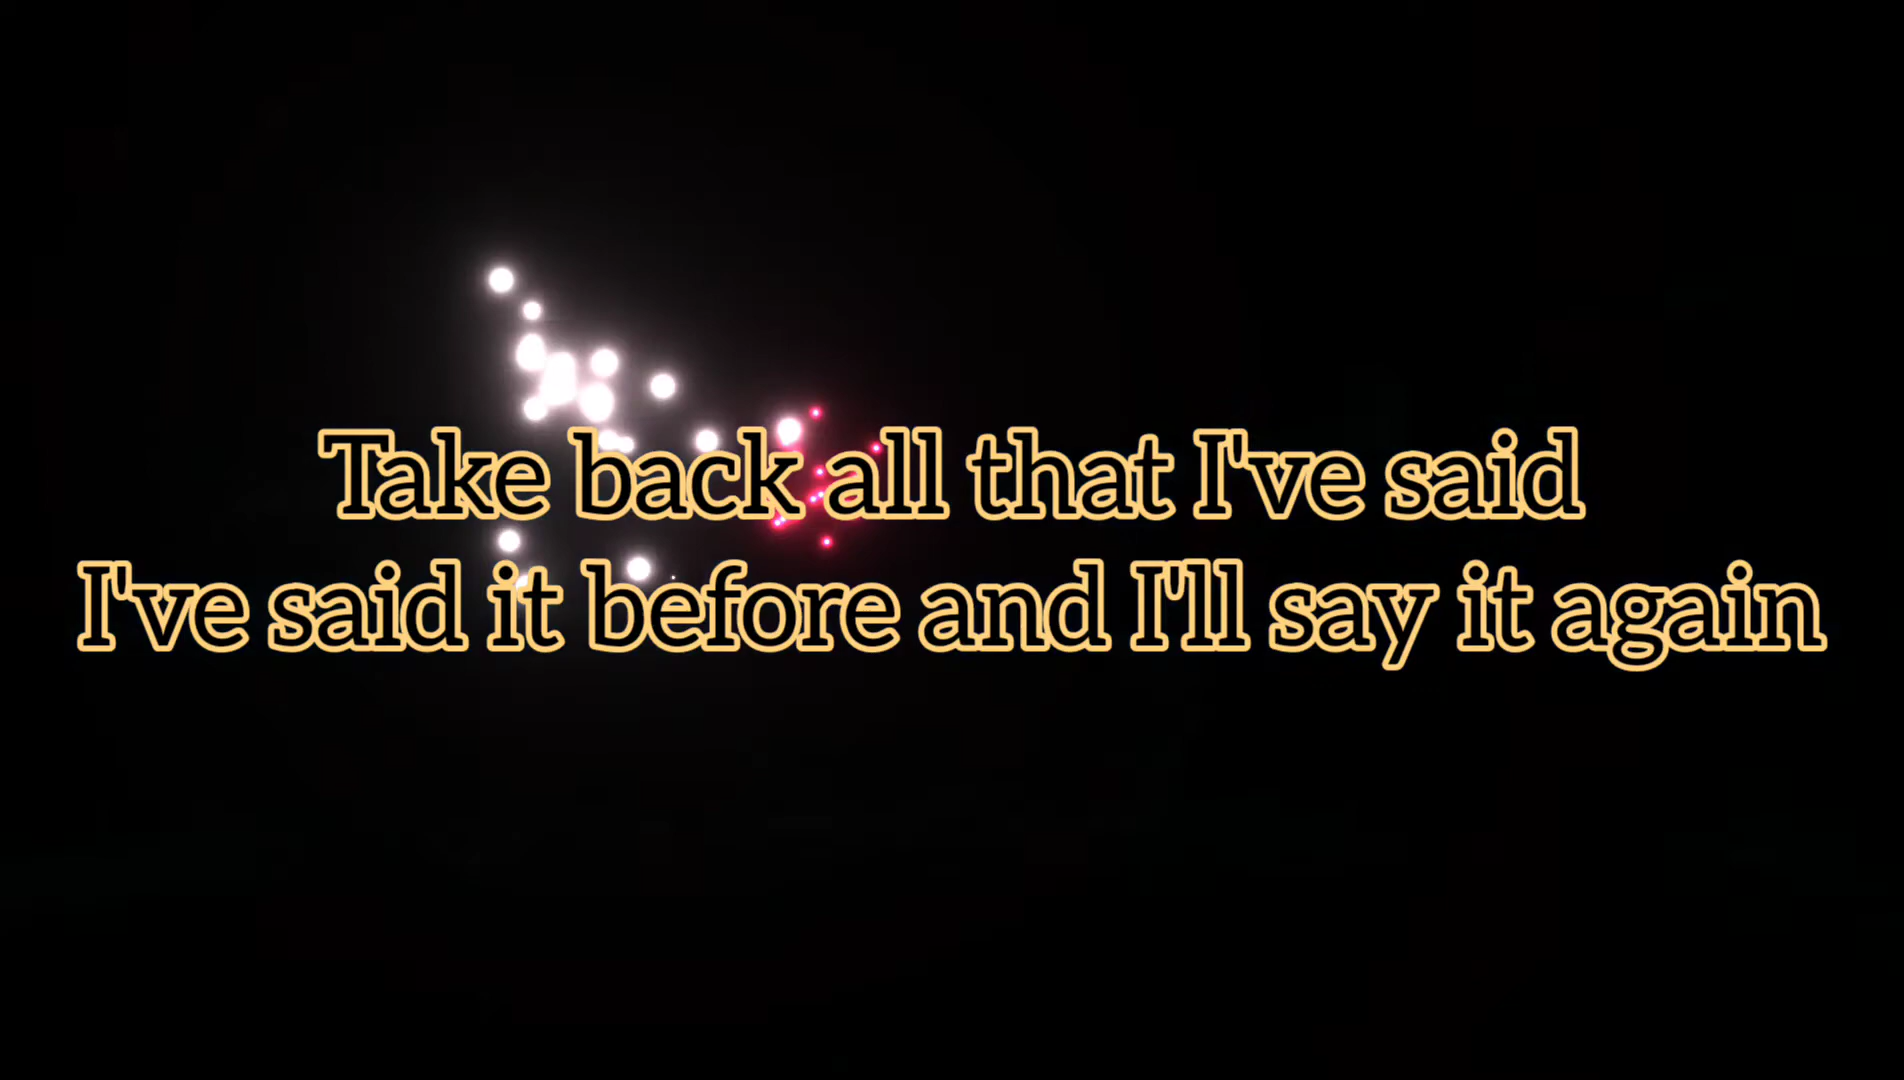 Take back all that I've said
I've said it before and I'll say it again